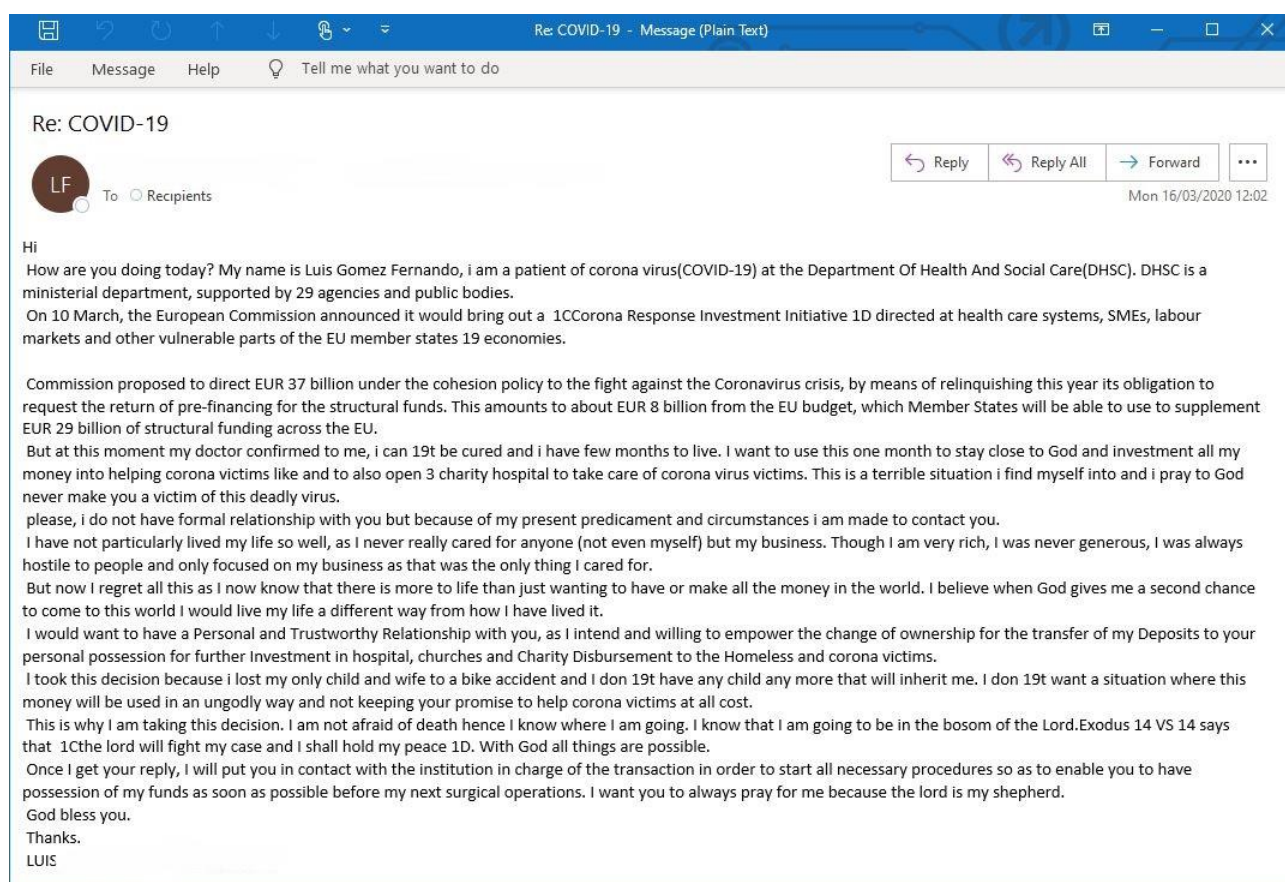 Re: COVID-19 - Message (Plain Text)
File Message Help Tell me what you want to do
Re: COVID-19
Reply Reply All Forward
LF
To Recipients
Mon 16/03/2020 12:02
Hi
How are you doing today? My name is Luis Gomez Fernando, i am a patient of corona virus(COVID-19) at the Department Of Health And Social Care(DHSC). DHSC is a
ministerial department, supported by 29 agencies and public bodies.
On 10 March, the European Commission announced it would bring out a 1CCorona Response Investment Initiative 1D directed at health care systems, SMEs, labour
markets and other vulnerable parts of the EU member states 19 economies.
Commission proposed to direct EUR 37 billion under the cohesion policy to the fight against the Coronavirus crisis, by means of relinquishing this year its obligation to
request the return of pre-financing for the structural funds. This amounts to about EUR 8 billion from the EU budget, which Member States will be able to use to supplement
EUR 29 billion of structural funding across the EU.
But at this moment my doctor confirmed to me, i can 19t be cured and i have few months to live. I want to use this one month to stay close to God and investment all my
money into helping corona victims like and to also open 3 charity hospital to take care of corona virus victims. This is a terrible situation i find myself into and i pray to God
never make you a victim of this deadly virus.
please, i do not have formal relationship with you but because of my present predicament and circumstances i am made to contact you.
I have not particularly lived my life so well, as I never really cared for anyone (not even myself) but my business. Though I am very rich, I was never generous, I was always
hostile to people and only focused on my business as that was the only thing I cared for.
But now I regret all this as I now know that there is more to life than just wanting to have or make all the money in the world. I believe when God gives me a second chance
to come to this world I would live my life a different way from how I have lived it.
I would want to have a Personal and Trustworthy Relationship with you, as I intend and willing to empower the change of ownership for the transfer of my Deposits to your
personal possession for further Investment in hospital, churches and Charity Disbursement to the Homeless and corona victims.
I took this decision because i lost my only child and wife to a bike accident and I don 19t have any child any more that will inherit me. I don 19t want a situation where this
money will be used in an ungodly way and not keeping your promise to help corona victims at all cost.
This is why I am taking this decision. I am not afraid of death hence I know where I am going. I know that I am going to be in the bosom of the Lord.Exodus 14 VS 14 says
that 1Cthe lord will fight my case and I shall hold my peace 1D. With God all things are possible.
Once I get your reply, I will put you in contact with the institution in charge of the transaction in order to start all necessary procedures so as to enable you to have
possession of my funds as soon as possible before my next surgical operations. I want you to always pray for me because the lord is my shepherd.
God bless you.
Thanks.
LUIS